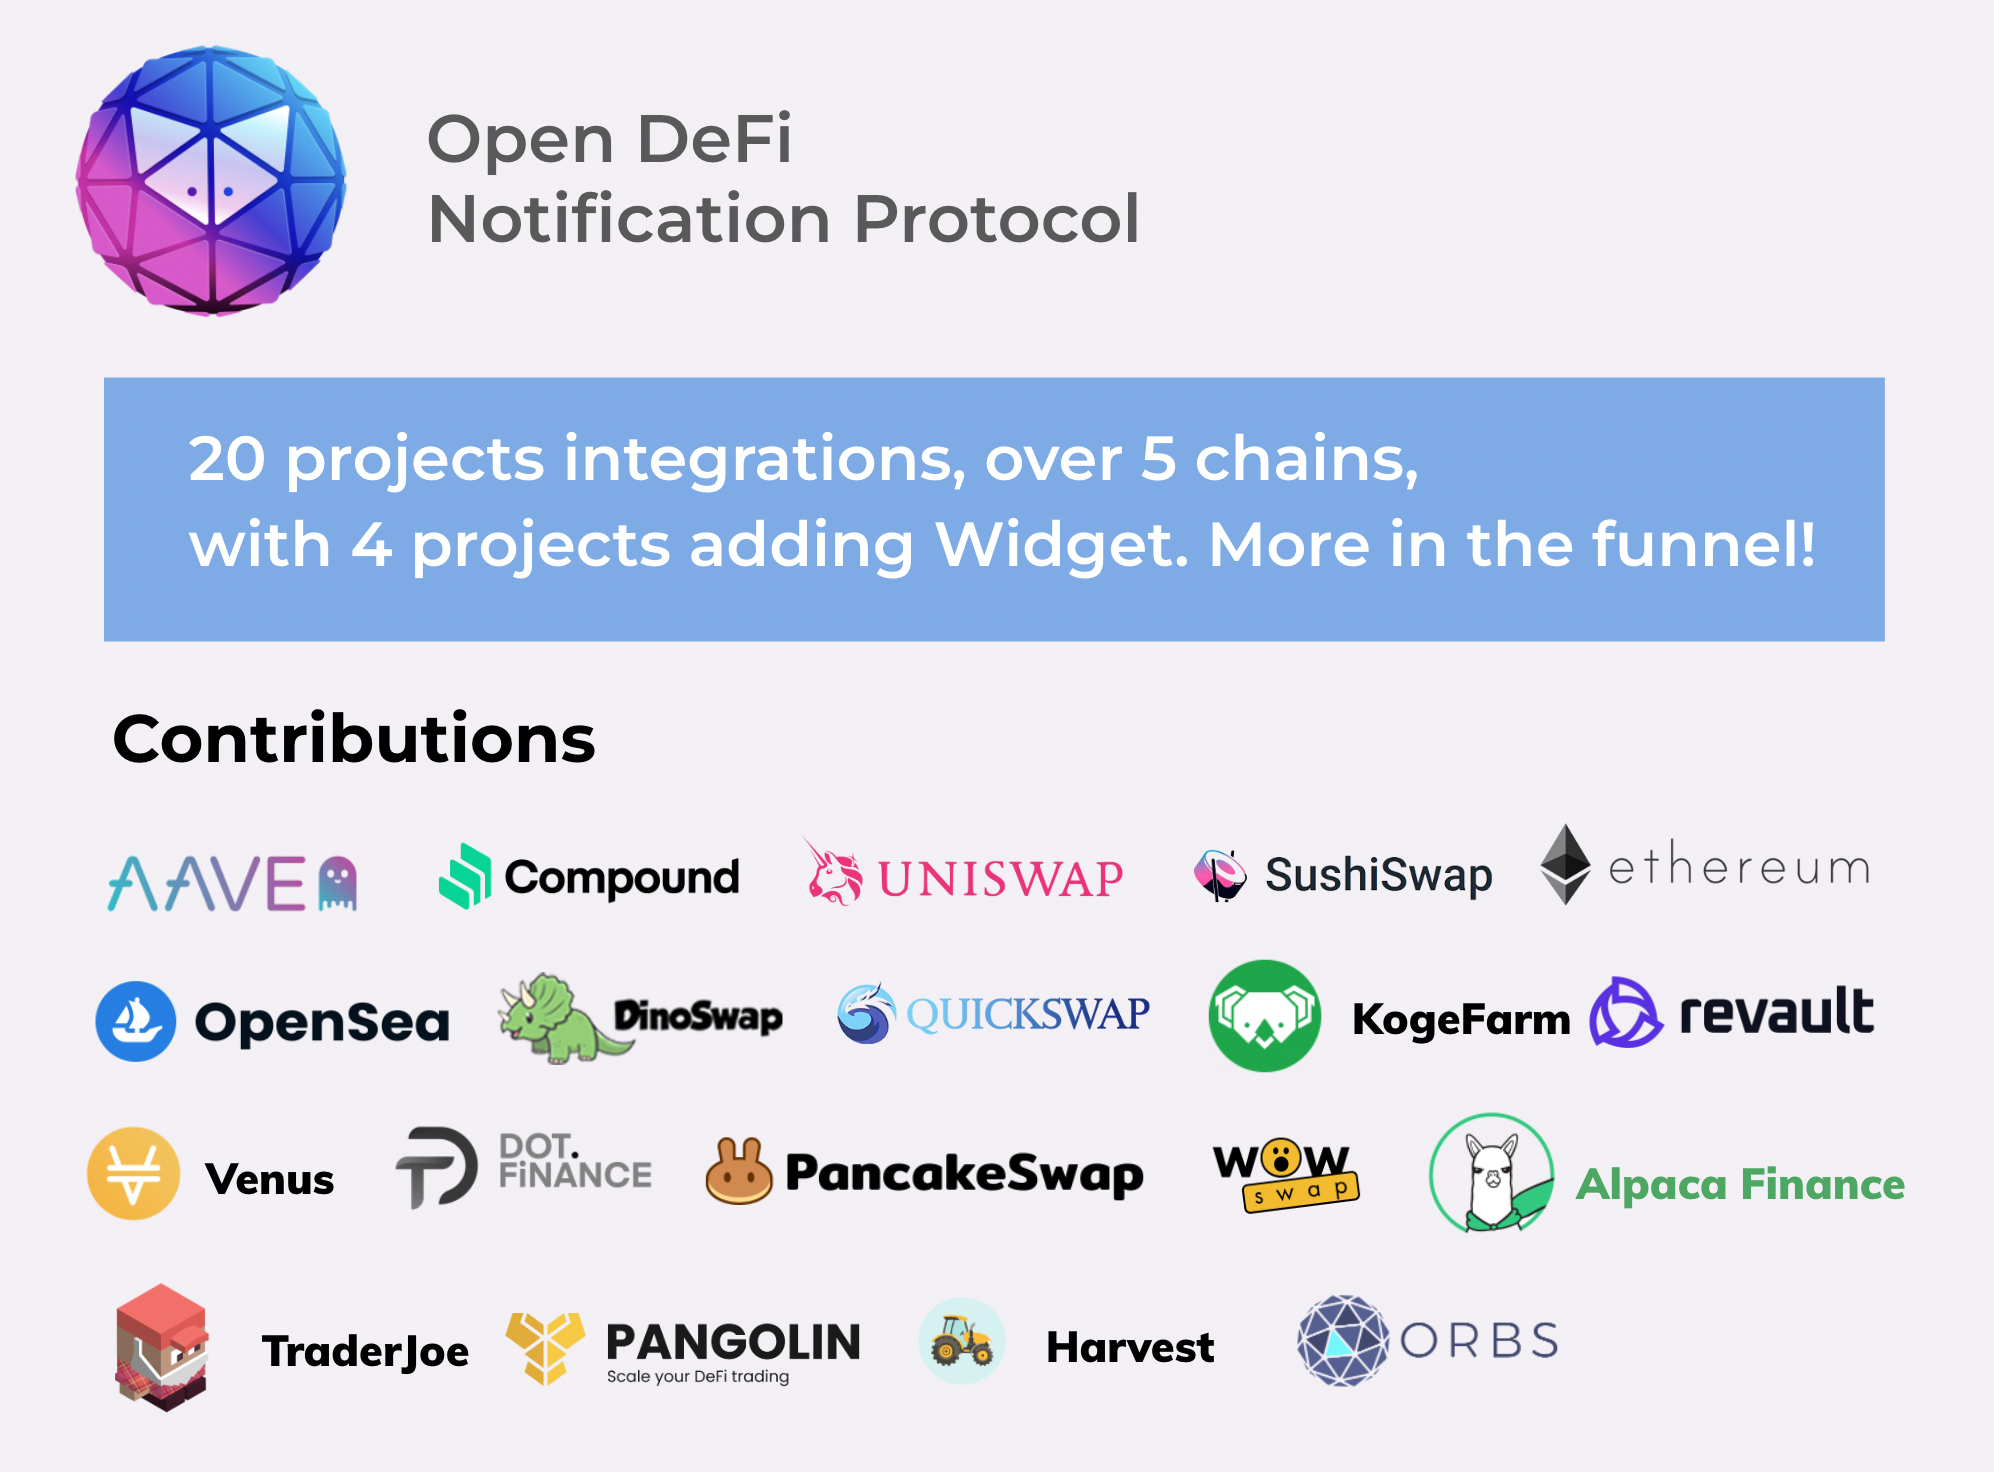 Open DeFi
Notification Protocol
20 projects integrations, over 5 chains,
with 4 projects adding Widget. More in the funnel!
Contributions
AAVE
Compound
UNISWAP
SushiSwap
ethereum
OpenSea
DinoSwap
QUICKSWAP
KogeFarm
revault
Venus
DOT.
FiNANCE
PancakeSwap
WOW
swap
Alpaca Finance
TraderJoe
PANGOLIN
Scale your DeFi trading
Harvest
ORBS